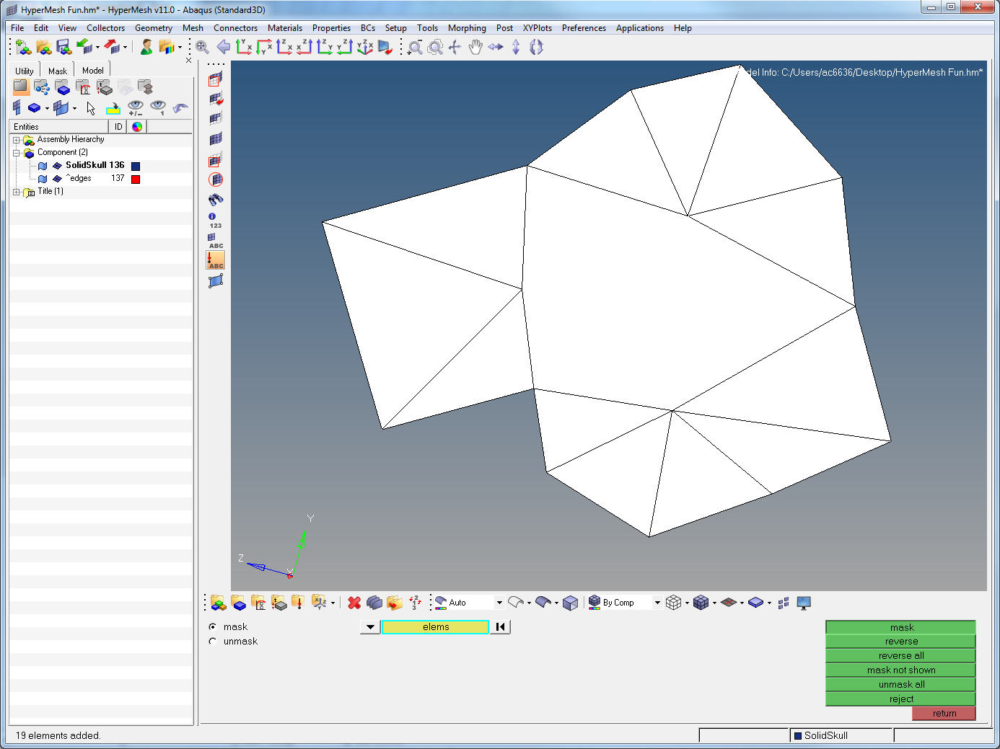 HyperMesh Fun.hm* - HyperMesh v11.0 - Abaqus (Standard3D)
File Edit View Collectors Geometry Mesh Connectors Materials Properties BCs Setup Tools Morphing Post XYPlots Preferences Applications Help
Utility Mask Model
del Info: C:/Users/ac6636/Desktop/HyperMesh Fun.hm*
Entities ID
Assembly Hierarchy
Component (2)
SolidSkull 136
^edges 137
Title (1)
123
ABC
ABC
Y
Z
X
Auto
By Comp
mask
elems
unmask
mask
reverse
reverse all
mask not shown
unmask all
reject
return
19 elements added.
SolidSkull